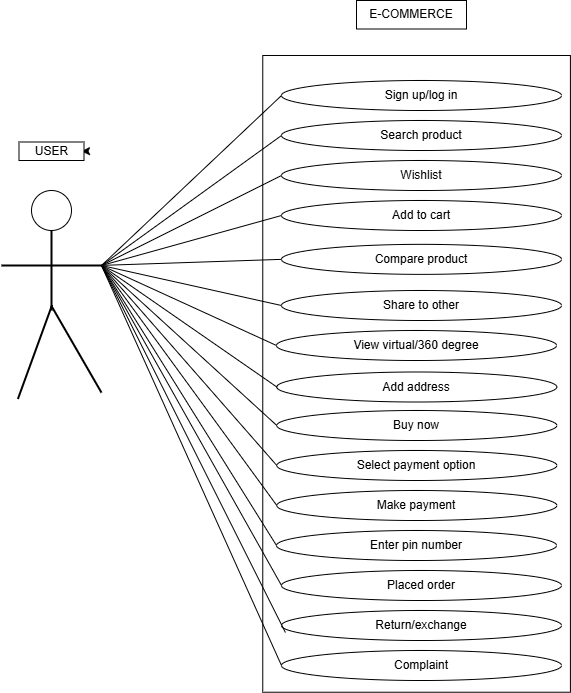 E-COMMERCE
USER
Sign up/log in
Search product
Wishlist
Add to cart
Compare product
Share to other
View virtual/360 degree
Add address
Buy now
Select payment option
Make payment
Enter pin number
Placed order
Return/exchange
Complaint